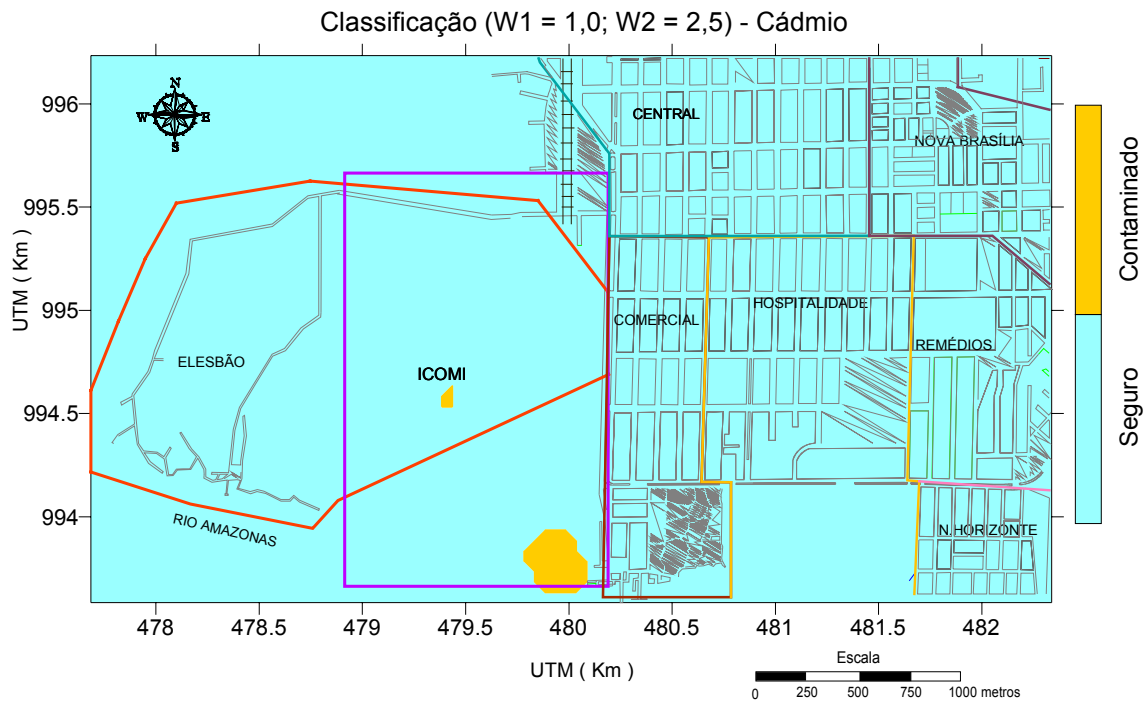 Classificação (W1 = 1,0; W2 = 2,5) - Cádmio
N
W E
S
CENTRAL
NOVA BRASÍLIA
HOSPITALIDADE
COMERCIAL
REMÉDIOS
ELESBÃO
ICOMI
RIO AMAZONAS
N.HORIZONTE
996
995.5
995
994.5
994
UTM ( Km )
478 478.5 479 479.5 480 480.5 481 481.5 482
UTM ( Km )
Contaminado
Seguro
Escala
0 250 500 750 1000 metros